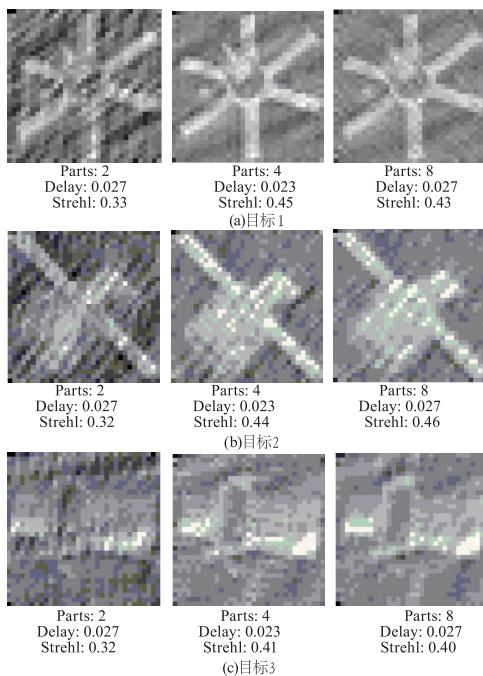 Parts: 2 Parts: 4 Parts: 8
Delay: 0.027 Delay: 0.023 Delay: 0.027
Strehl: 0.33 Strehl: 0.45 Strehl: 0.43
(a)目标1
Parts: 2 Parts: 4 Parts: 8
Delay: 0.027 Delay: 0.023 Delay: 0.027
Strehl: 0.32 Strehl: 0.44 Strehl: 0.46
(b)目标2
Parts: 2 Parts: 4 Parts: 8
Delay: 0.027 Delay: 0.023 Delay: 0.027
Strehl: 0.32 Strehl: 0.41 Strehl: 0.40
(c)目标3